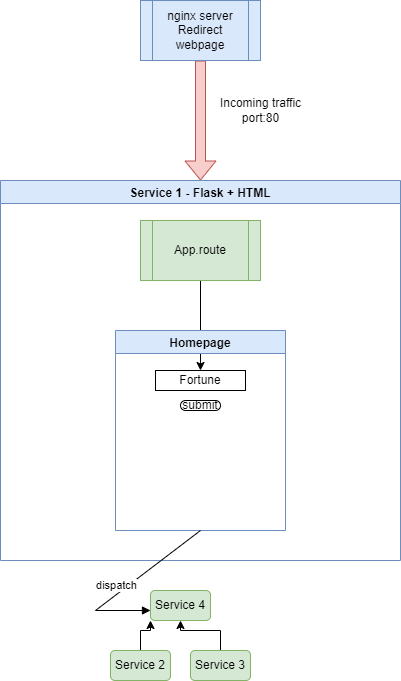 nginx server
Redirect
webpage
Incoming traffic
port:80
Service 1 - Flask + HTML
App.route
Homepage
Fortune
submit
dispatch
Service 4
Service 2
Service 3